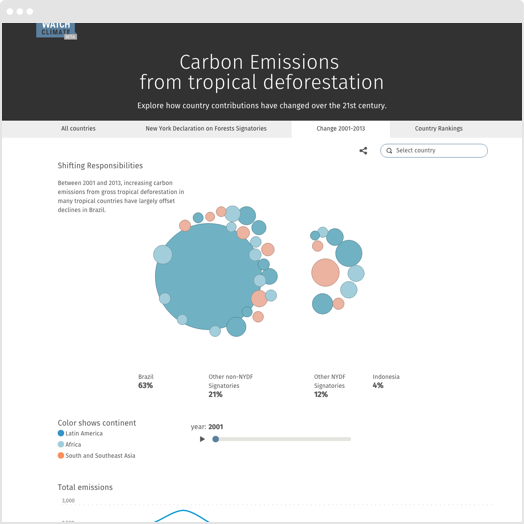 WATCH
CLIMATE
BETA
Carbon Emissions
from tropical deforestation
Explore how country contributions have changed over the 21st century.
All countries
New York Declaration on Forests Signatories
Change 2001-2013
Country Rankings
Select country
Shifting Responsibilities
Between 2001 and 2013, increasing carbon
emissions from gross tropical deforestation in
many tropical countries have largely offset
declines in Brazil.
Brazil
63%
Other non-NYDF
Signatories
21%
Other NYDF
Signatories
12%
Indonesia
4%
Color shows continent
Latin America
Africa
South and Southeast Asia
year: 2001
Total emissions
3,000